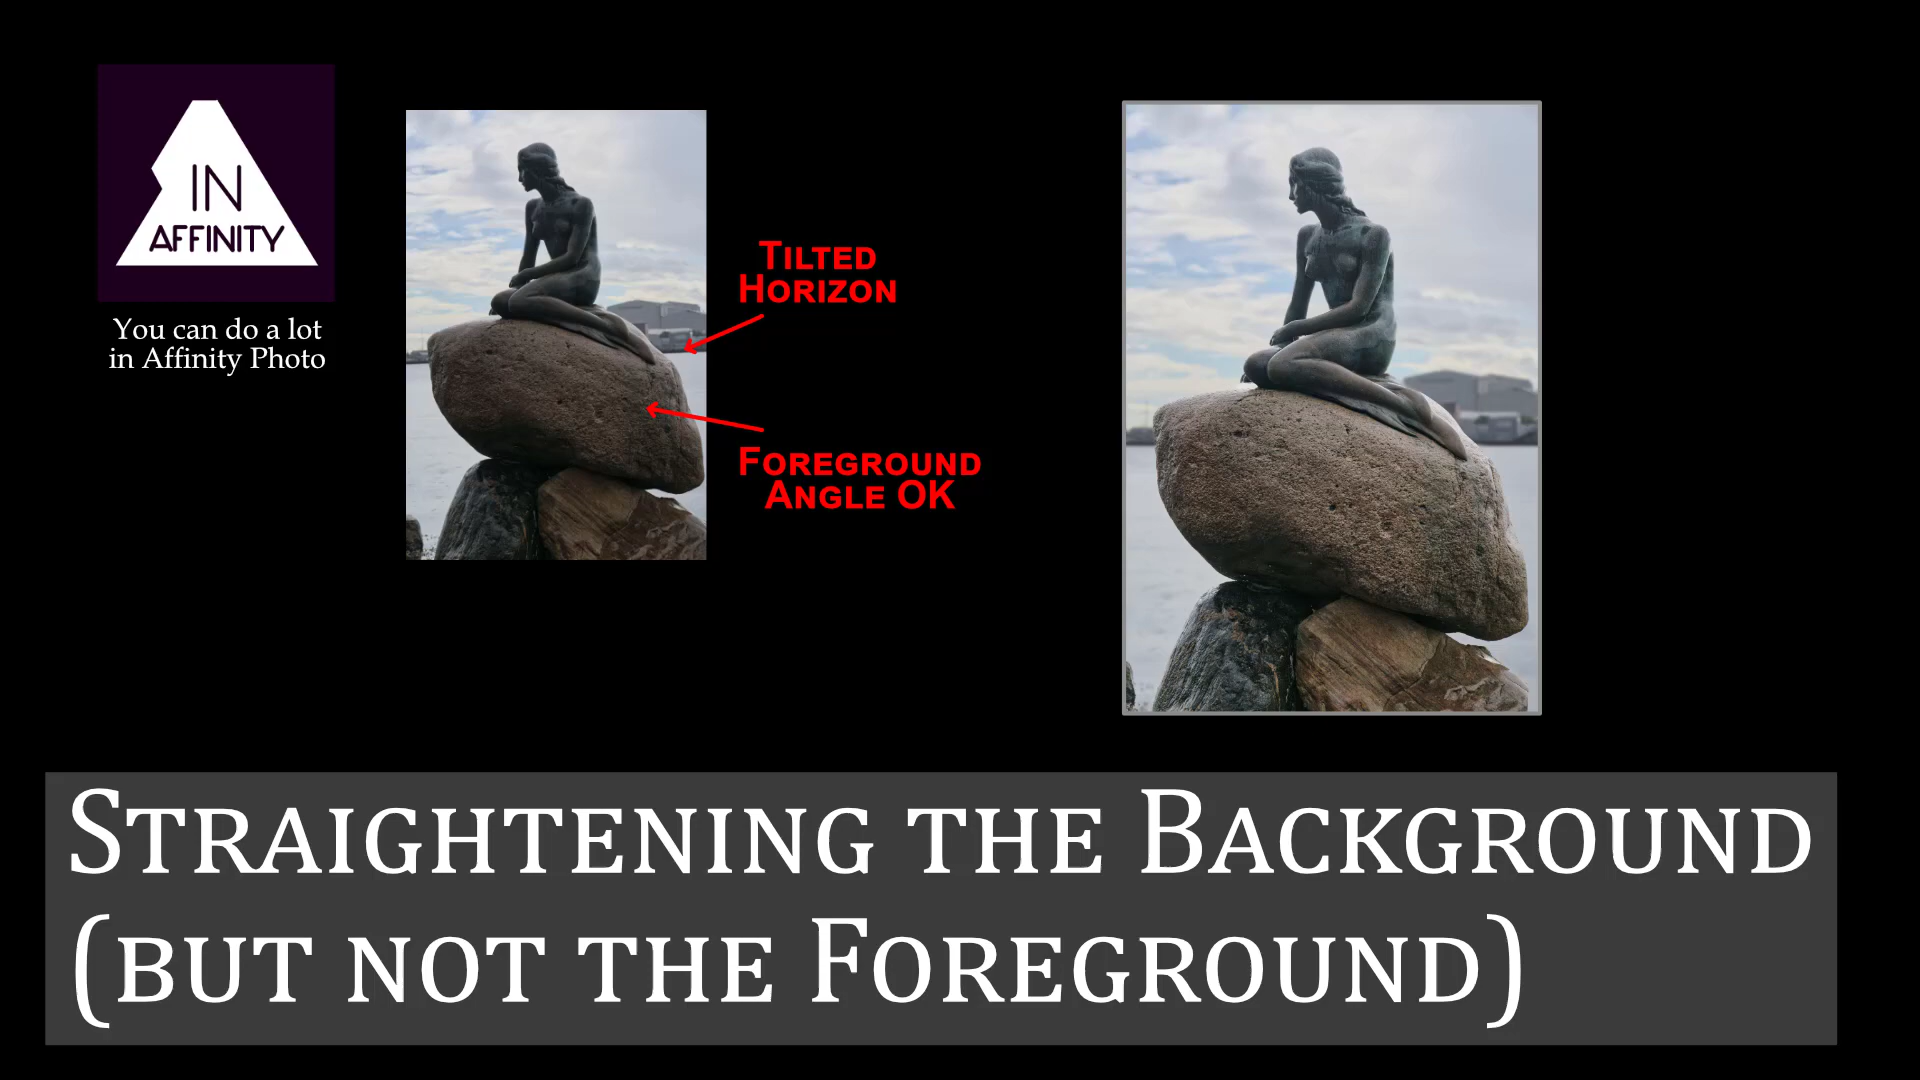 IN
AFFINITY
You can do a lot
in Affinity Photo
Tilted
Horizon
Foreground
Angle OK
Straightening the Background
(but not the Foreground)